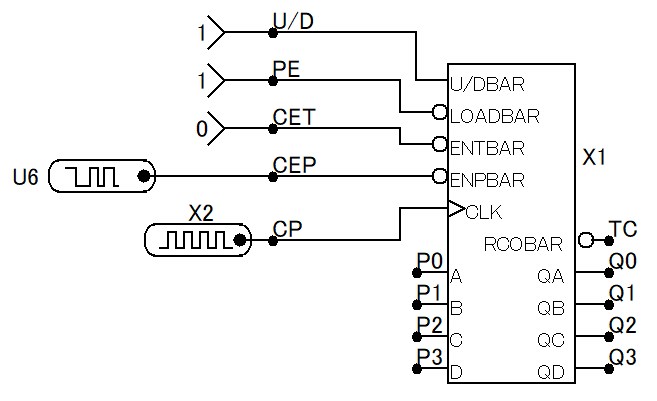 1 U/D
U/DBAR
1 PE
LOADBAR
0 CET
ENTBAR
X1
U6 CEP
ENPBAR
X2
CP
CLK
RCOBAR TC
P0 A QA Q0
P1 B QB Q1
P2 C QC Q2
P3 D QD Q3